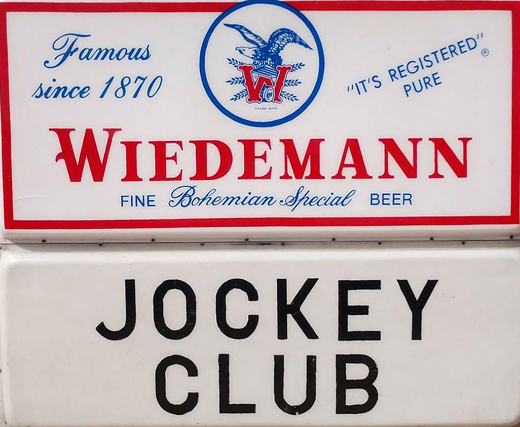 Famous
since 1870
W
"IT'S REGISTERED"®
PURE
WIEDEMANN
FINE Bohemian Special BEER
JOCKEY
CLUB